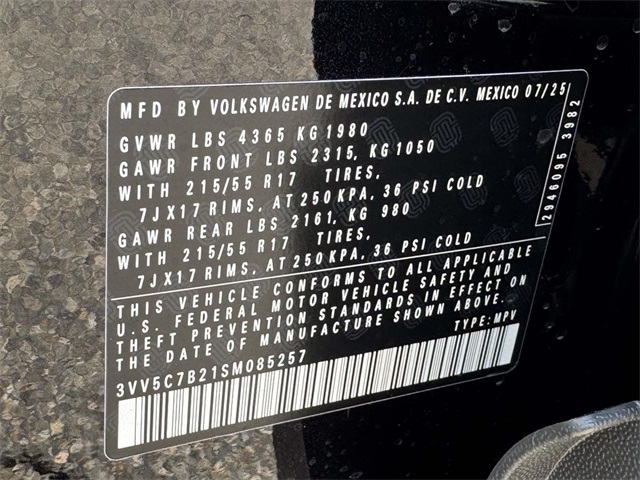 MFD BY VOLKSWAGEN DE MEXICO S.A. DE C.V. MEXICO 07/25
GVWR LBS 4365 KG 1980
GAWR FRONT LBS 2315, KG 1050
WITH 215/55 R17 TIRES,
7JX17 RIMS, AT 250 KPA, 36 PSI COLD
GAWR REAR LBS 2161, KG 980
WITH 215/55 R17 TIRES,
7JX17 RIMS, AT 250 KPA, 36 PSI COLD
2946095 3982
THIS VEHICLE CONFORMS TO ALL APPLICABLE
U.S. FEDERAL MOTOR VEHICLE SAFETY AND
THEFT PREVENTION STANDARDS IN EFFECT ON
THE DATE OF MANUFACTURE SHOWN ABOVE.
TYPE: MPV
3VV5C7B21SM085257